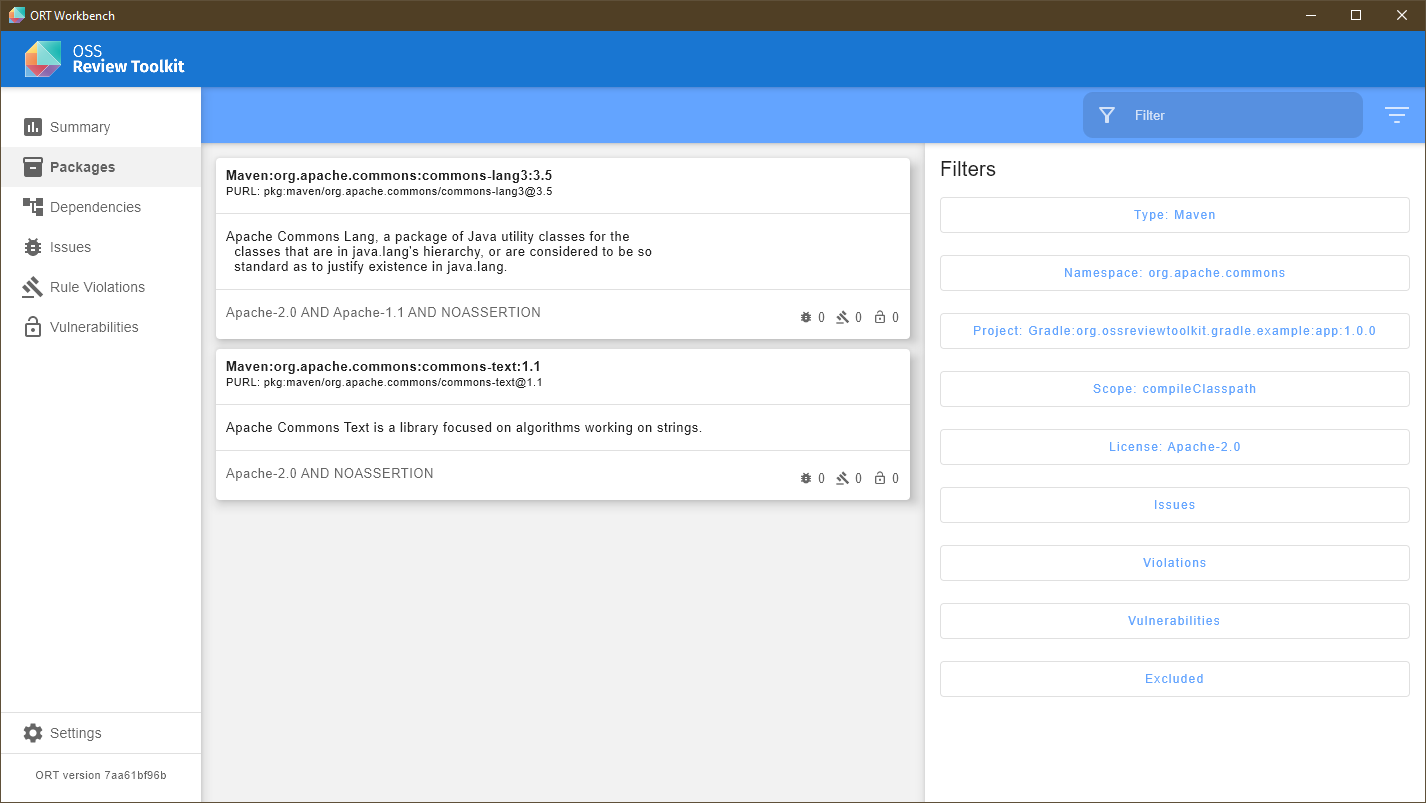 ORT Workbench
OSS
Review Toolkit
Summary
Packages
Dependencies
Issues
Rule Violations
Vulnerabilities
Settings
ORT version 7aa61bf96b
Filter
Maven:org.apache.commons:commons-lang3:3.5
PURL: pkg:maven/org.apache.commons/commons-lang3@3.5
Apache Commons Lang, a package of Java utility classes for the
classes that are in java.lang's hierarchy, or are considered to be so
standard as to justify existence in java.lang.
Apache-2.0 AND Apache-1.1 AND NOASSERTION
0 0 0
Maven:org.apache.commons:commons-text:1.1
PURL: pkg:maven/org.apache.commons/commons-text@1.1
Apache Commons Text is a library focused on algorithms working on strings.
Apache-2.0 AND NOASSERTION
0 0 0
Filters
Type: Maven
Namespace: org.apache.commons
Project: Gradle:org.ossreviewtoolkit.gradle.example:app:1.0.0
Scope: compileClasspath
License: Apache-2.0
Issues
Violations
Vulnerabilities
Excluded